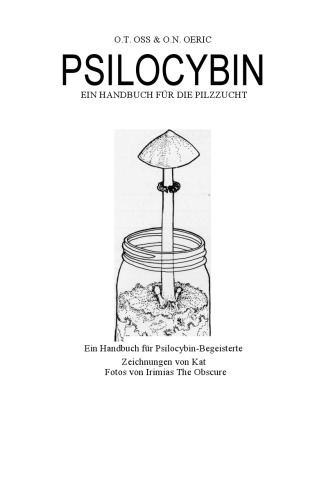 O.T. OSS & O.N. OERIC
PSILOCYBIN
EIN HANDBUCH FÜR DIE PILZZUCHT
Ein Handbuch für Psilocybin-Begeisterte
Zeichnungen von Kat
Fotos von Irimias The Obscure